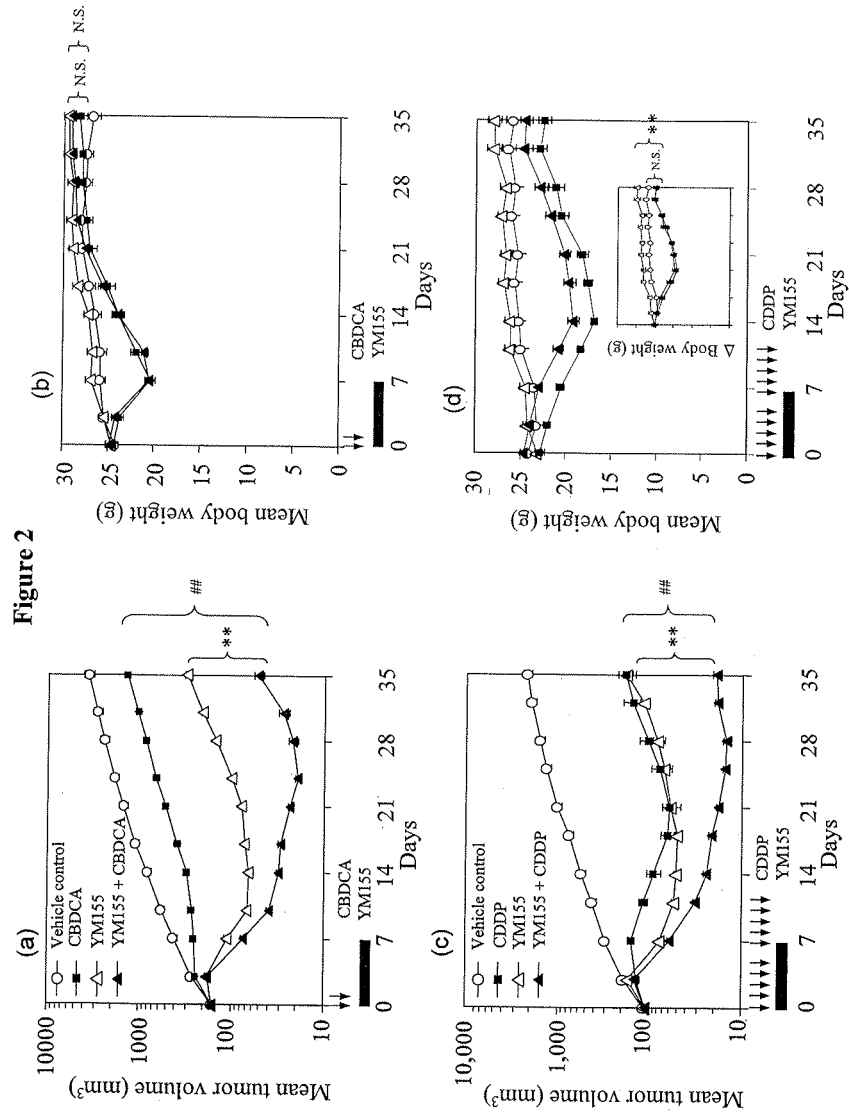 Figure 2
(a)
Mean tumor volume (mm³)
10000
1000
100
10
Vehicle control
CBDCA
YM155
YM155 + CBDCA
**
##
0 7 14 21 28 35
Days
CBDCA
YM155
(b)
Mean body weight (g)
30
25
20
15
10
5
0
N.S.
N.S.
0 7 14 21 28 35
Days
CBDCA
YM155
(c)
Mean tumor volume (mm³)
10,000
1,000
100
10
Vehicle control
CDDP
YM155
YM155 + CDDP
**
##
0 7 14 21 28 35
Days
CDDP
YM155
(d)
Mean body weight (g)
30
25
20
15
10
5
0
Δ Body weight (g)
N.S.
**
0 7 14 21 28 35
Days
CDDP
YM155